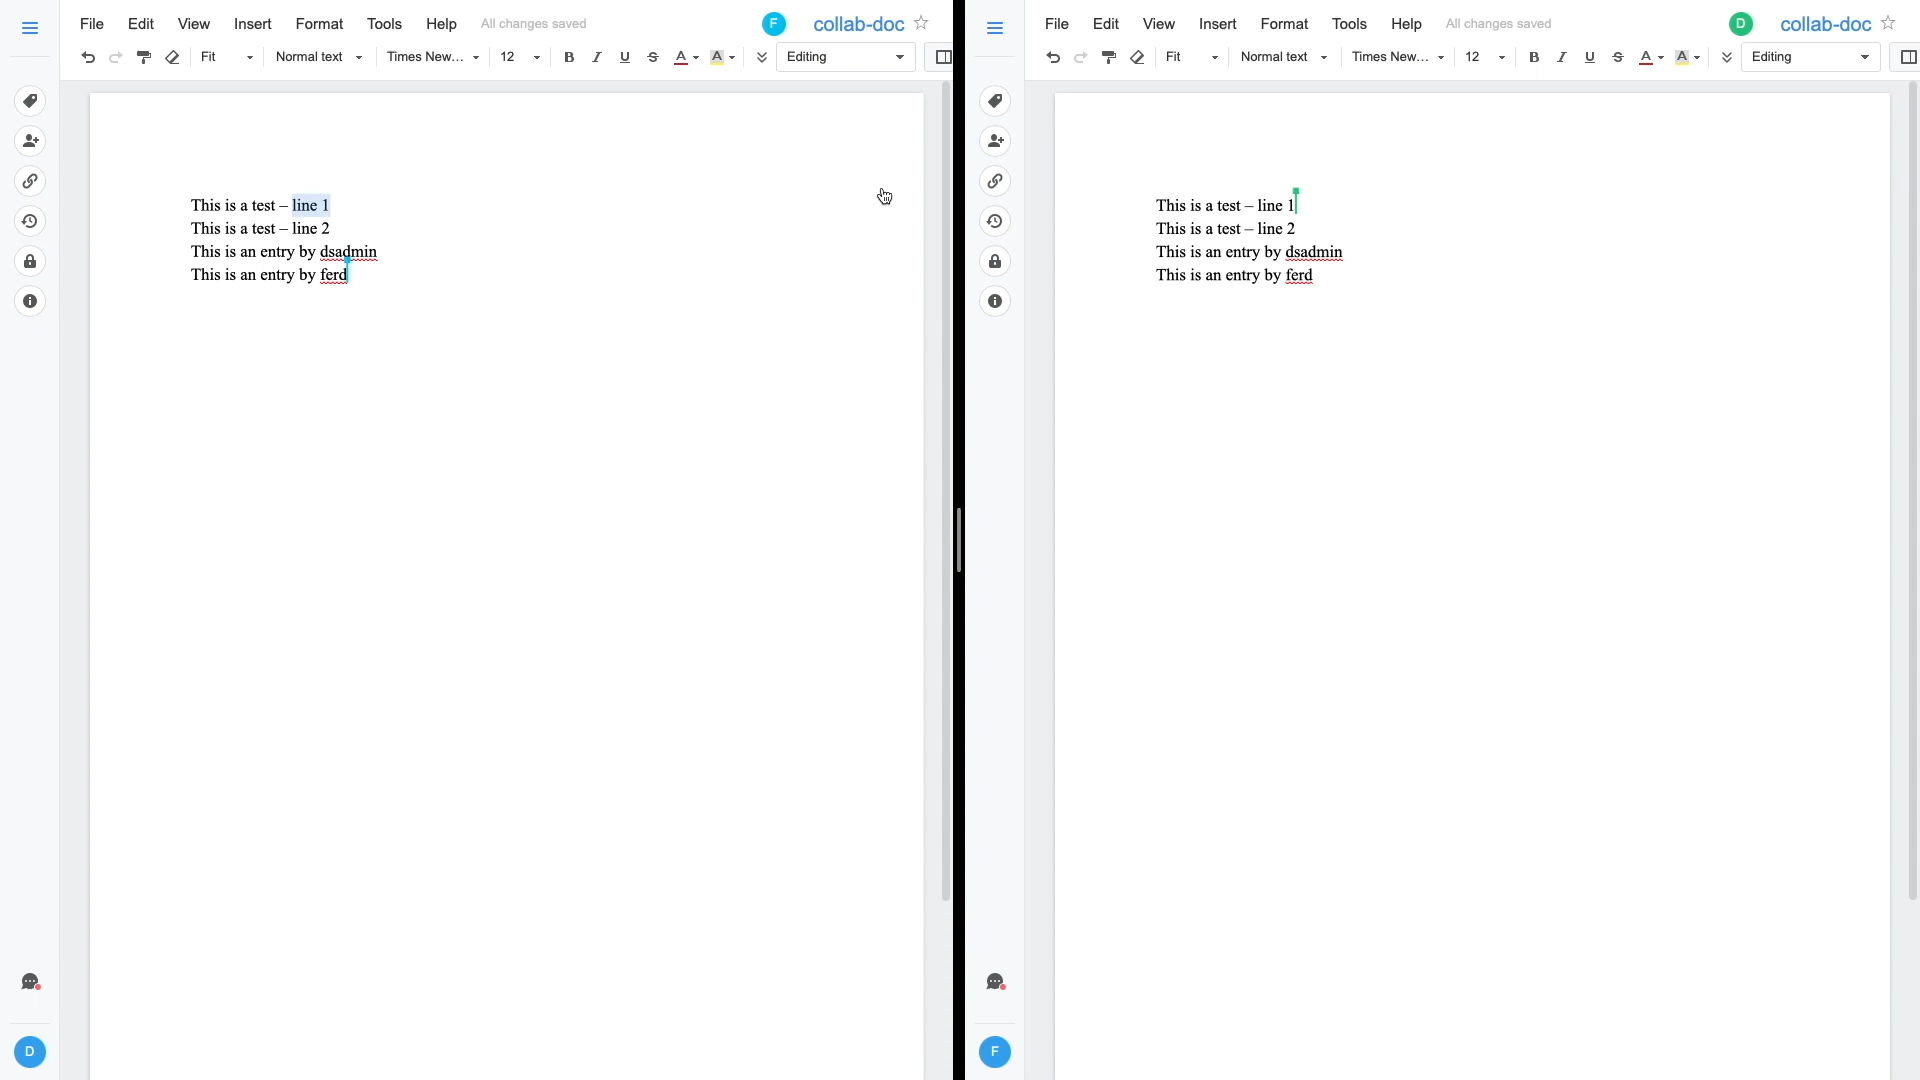 File Edit View Insert Format Tools Help All changes saved F collab-doc
Fit Normal text Times New... 12 B I U S A A Editing
This is a test – line 1
This is a test – line 2
This is an entry by dsadmin
This is an entry by ferd
D
File Edit View Insert Format Tools Help All changes saved D collab-doc
Fit Normal text Times New... 12 B I U S A A Editing
This is a test – line 1
This is a test – line 2
This is an entry by dsadmin
This is an entry by ferd
F